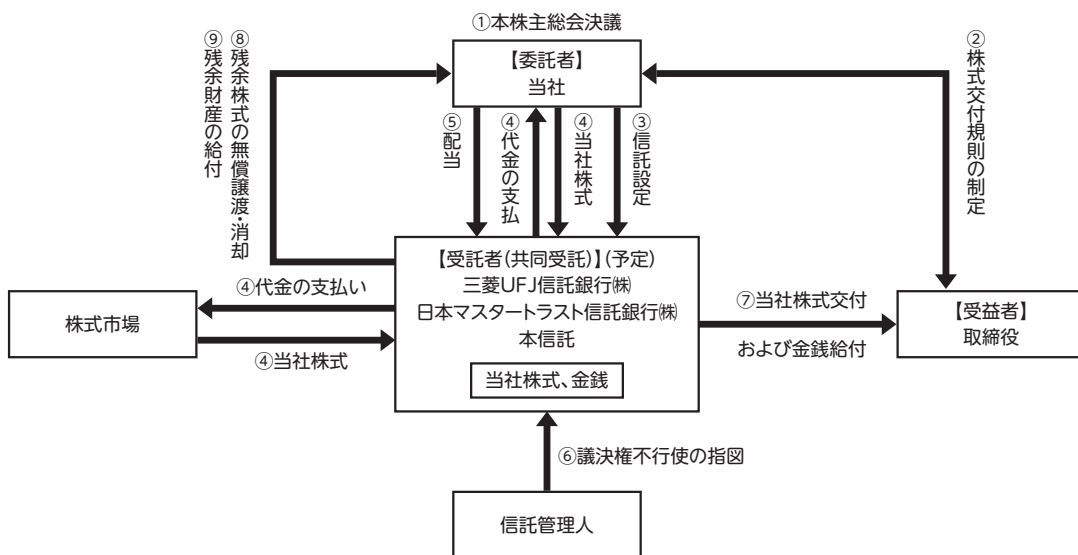 ①本株主総会決議
【委託者】
当社
⑨残余財産の給付
⑧残余株式の無償譲渡・消却
⑤配当
④代金の支払
④当社株式
③信託設定
②株式交付規則の制定
【受託者(共同受託)】(予定)
三菱UFJ信託銀行㈱
日本マスタートラスト信託銀行㈱
本信託
当社株式、金銭
④代金の支払い
株式市場
④当社株式
⑦当社株式交付
および金銭給付
【受益者】
取締役
⑥議決権不行使の指図
信託管理人